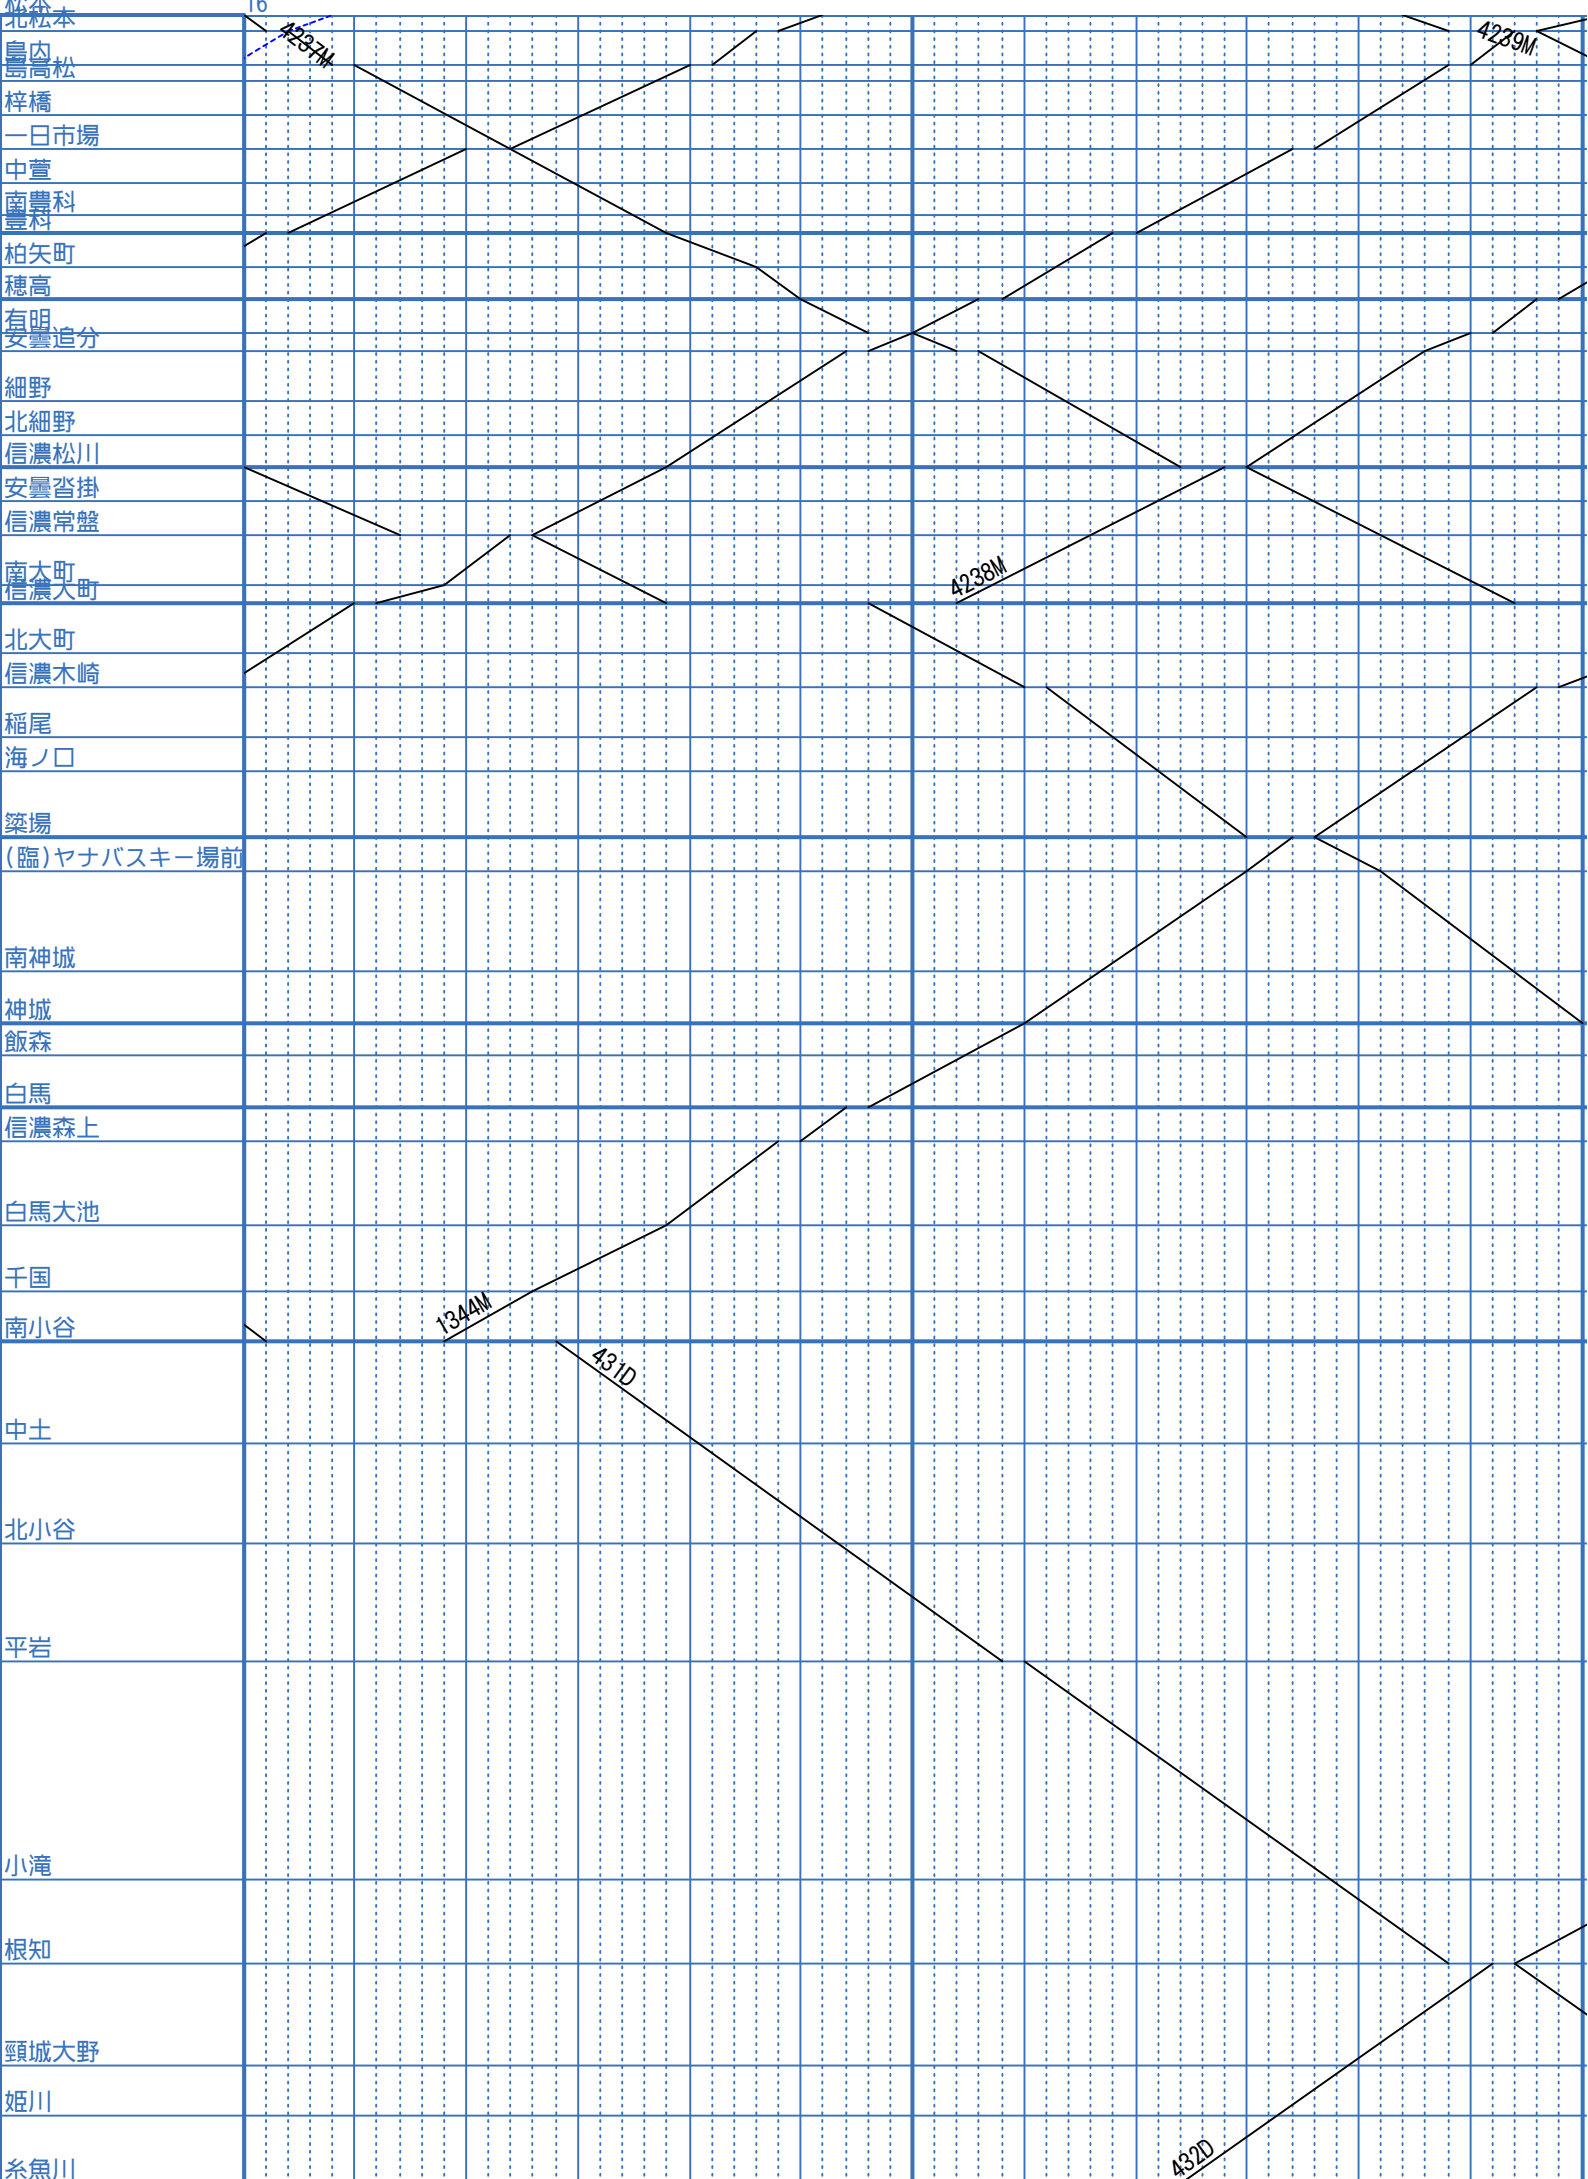 松本
16
北松本
島内
島高松
梓橋
一日市場
中萱
南豊科
豊科
柏矢町
穂高
有明
安曇追分
細野
北細野
信濃松川
安曇沓掛
信濃常盤
南大町
信濃大町
北大町
信濃木崎
稲尾
海ノ口
簗場
(臨)ヤナバスキー場前
南神城
神城
飯森
白馬
信濃森上
白馬大池
千国
南小谷
中土
北小谷
平岩
小滝
根知
頸城大野
姫川
糸魚川
4237M
4239M
4238M
1344M
431D
432D